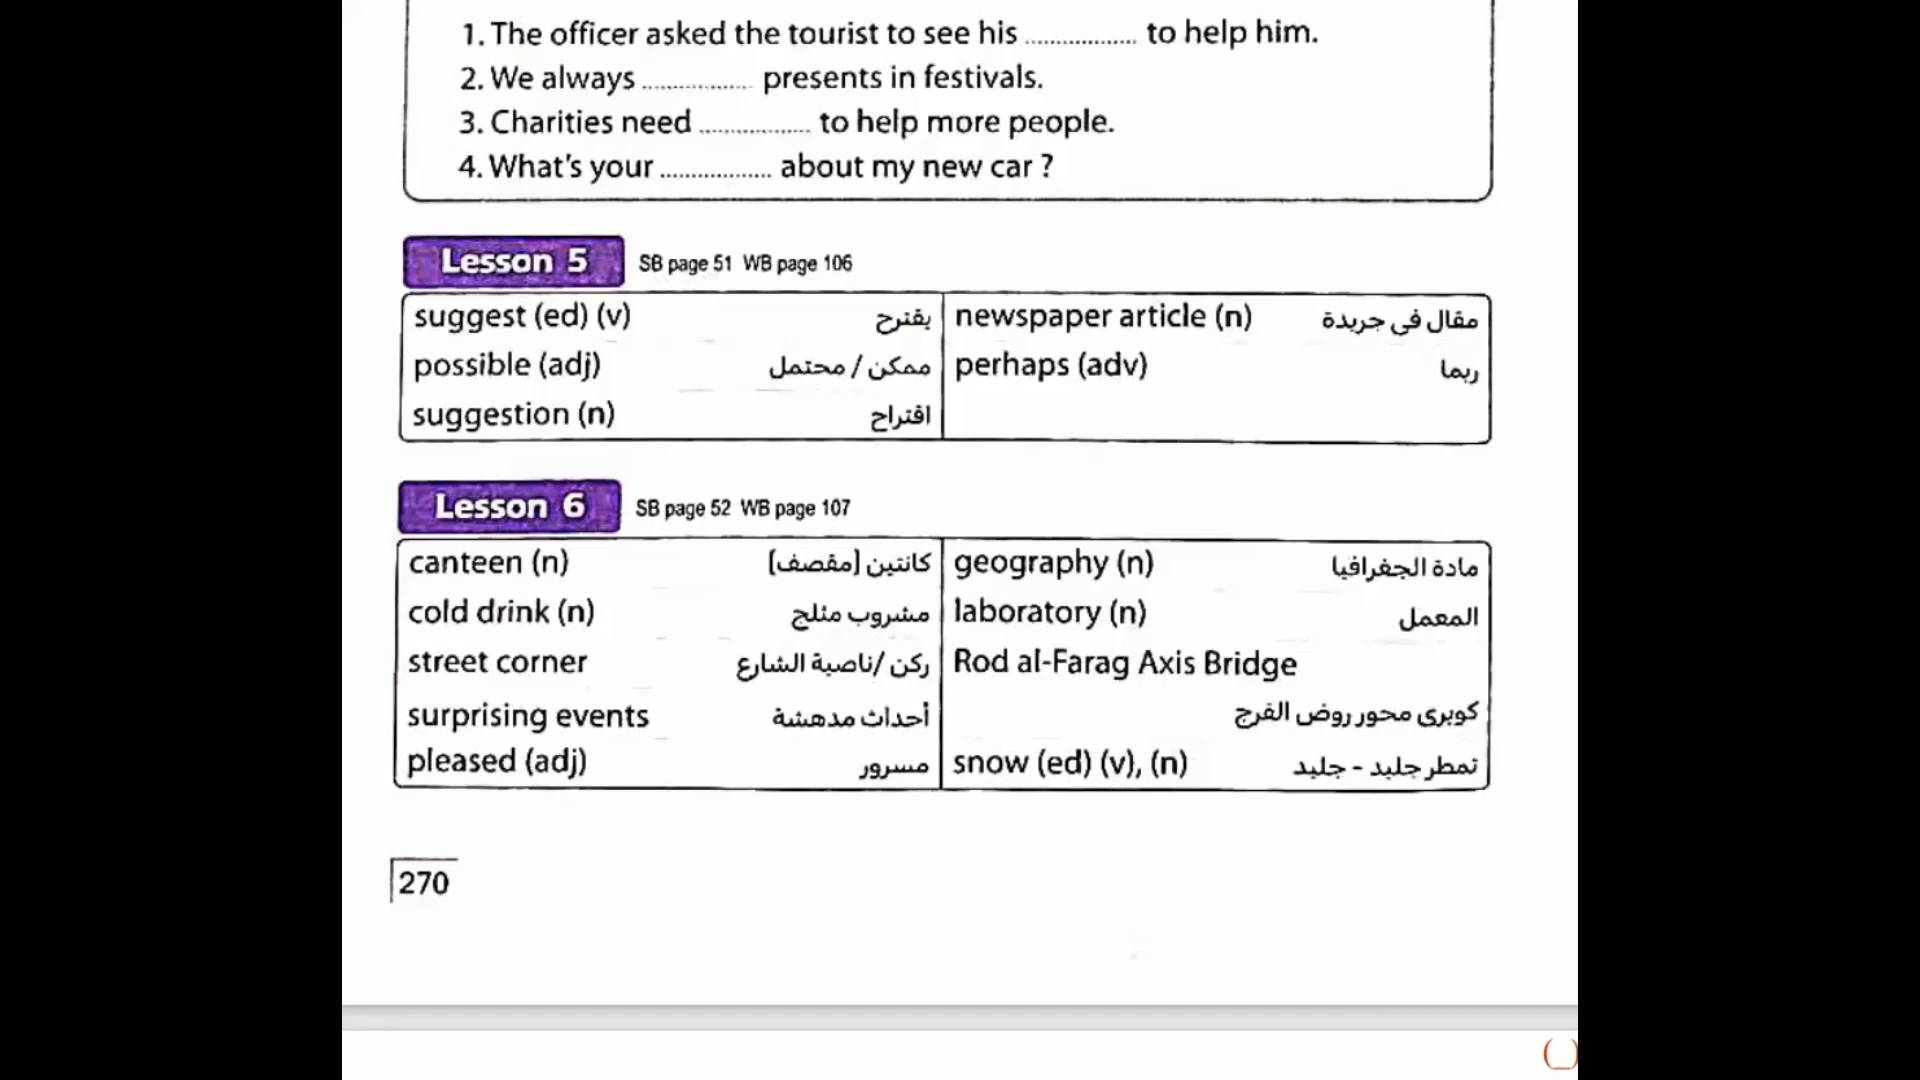 1. The officer asked the tourist to see his ................. to help him.
2. We always ................. presents in festivals.
3. Charities need ................. to help more people.
4. What's your ................. about my new car ?
Lesson 5 SB page 51 WB page 106
suggest (ed) (v) يقترح
possible (adj) ممكن / محتمل
suggestion (n) اقتراح
newspaper article (n) مقال فى جريدة
perhaps (adv) ربما
Lesson 6 SB page 52 WB page 107
canteen (n) كانتين [مقصف]
cold drink (n) مشروب مثلج
street corner ركن /ناصية الشارع
surprising events أحداث مدهشة
pleased (adj) مسرور
geography (n) مادة الجغرافيا
laboratory (n) المعمل
Rod al-Farag Axis Bridge
كوبرى محور روض الفرج
snow (ed) (v), (n) تمطر جليد - جليد
270